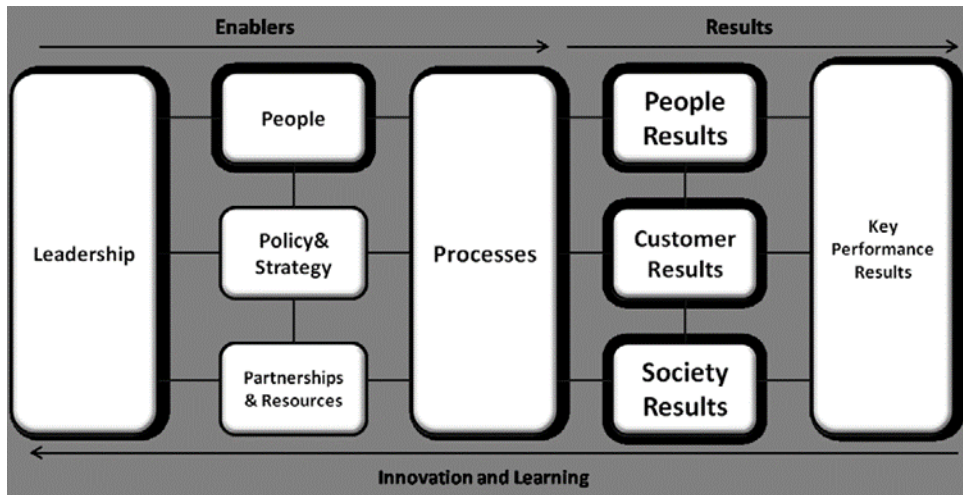 Enablers
Results
Leadership
People
Policy&
Strategy
Partnerships
& Resources
Processes
People
Results
Customer
Results
Society
Results
Key
Performance
Results
Innovation and Learning